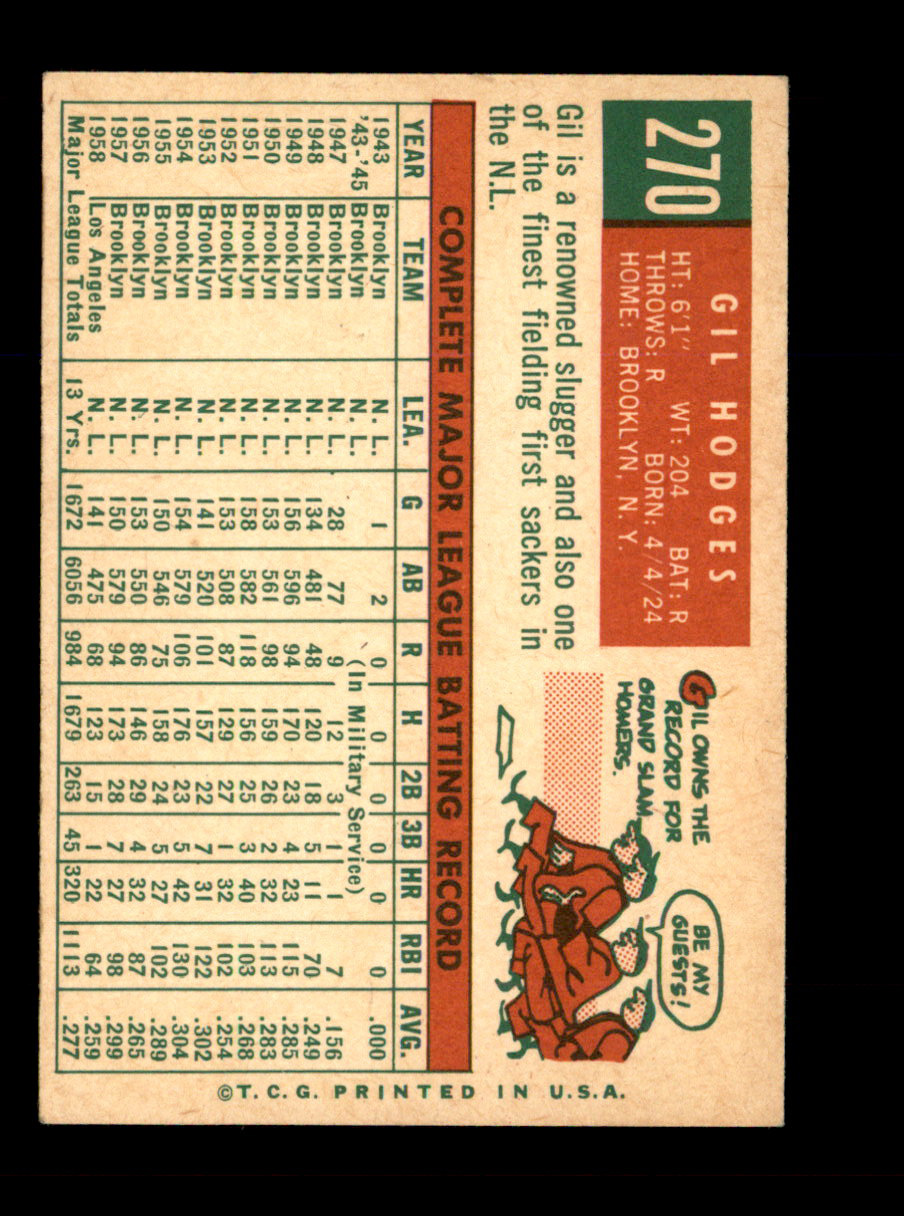 270
GIL HODGES
HT: 6'1" WT: 204 BAT: R
THROWS: R BORN: 4/4/24
HOME: BROOKLYN, N. Y.
Gil is a renowned slugger and also one
of the finest fielding first sackers in
the N.L.
GIL OWNS THE
RECORD FOR
GRAND SLAM
HOMERS.
BE MY
GUESTS!
COMPLETE MAJOR LEAGUE BATTING RECORD
YEAR TEAM LEA. G AB R H 2B 3B HR RBI AVG.
1943 Brooklyn N. L. 1 2 0 0 0 0 0 0 .000
'43-'45 Brooklyn N. L. (In Military Service)
1947 Brooklyn N. L. 28 77 9 12 3 1 1 7 .156
1948 Brooklyn N. L. 134 481 48 120 18 5 11 70 .249
1949 Brooklyn N. L. 156 596 94 170 23 4 23 115 .285
1950 Brooklyn N. L. 153 561 98 159 26 2 32 113 .283
1951 Brooklyn N. L. 158 582 118 156 25 3 40 103 .268
1952 Brooklyn N. L. 153 508 87 129 27 1 32 102 .254
1953 Brooklyn N. L. 141 520 101 157 22 7 31 122 .302
1954 Brooklyn N. L. 154 579 106 176 23 5 42 130 .304
1955 Brooklyn N. L. 150 546 75 158 24 5 27 102 .289
1956 Brooklyn N. L. 153 550 86 146 29 4 32 87 .265
1957 Brooklyn N. L. 150 579 94 173 28 7 27 98 .299
1958 Los Angeles N. L. 141 475 68 123 15 1 22 64 .259
Major League Totals 13 Yrs. 1672 6056 984 1679 263 45 320 1113 .277
©T. C. G. PRINTED IN U.S.A.